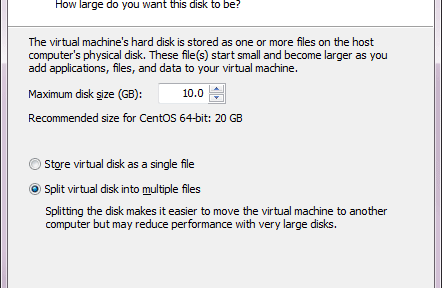 How large do you want this disk to be?
The virtual machine's hard disk is stored as one or more files on the host
computer's physical disk. These file(s) start small and become larger as you
add applications, files, and data to your virtual machine.
Maximum disk size (GB): 10.0
Recommended size for CentOS 64-bit: 20 GB
Store virtual disk as a single file
Split virtual disk into multiple files
Splitting the disk makes it easier to move the virtual machine to another
computer but may reduce performance with very large disks.